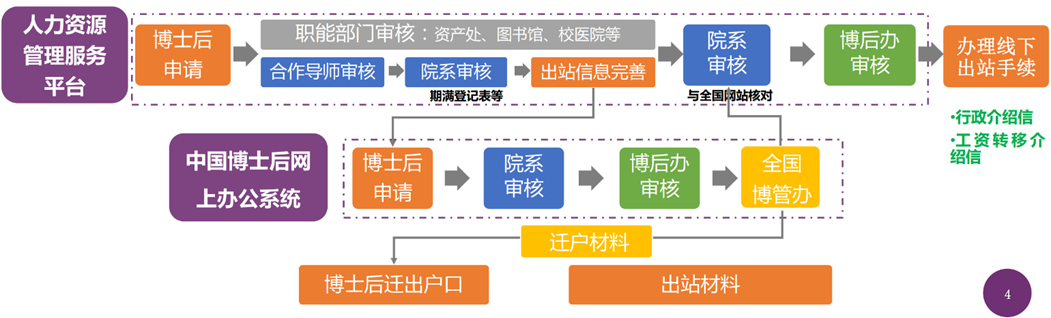 人力资源
管理服务
平台
博士后
申请
职能部门审核：资产处、图书馆、校医院等
合作导师审核
院系审核
出站信息完善
期满登记表等
院系
审核
与全国网站核对
博后办
审核
办理线下
出站手续
•行政介绍信
•工资转移介
绍信
中国博士后网
上办公系统
博士后
申请
院系
审核
博后办
审核
全国
博管办
迁户材料
博士后迁出户口
出站材料
4